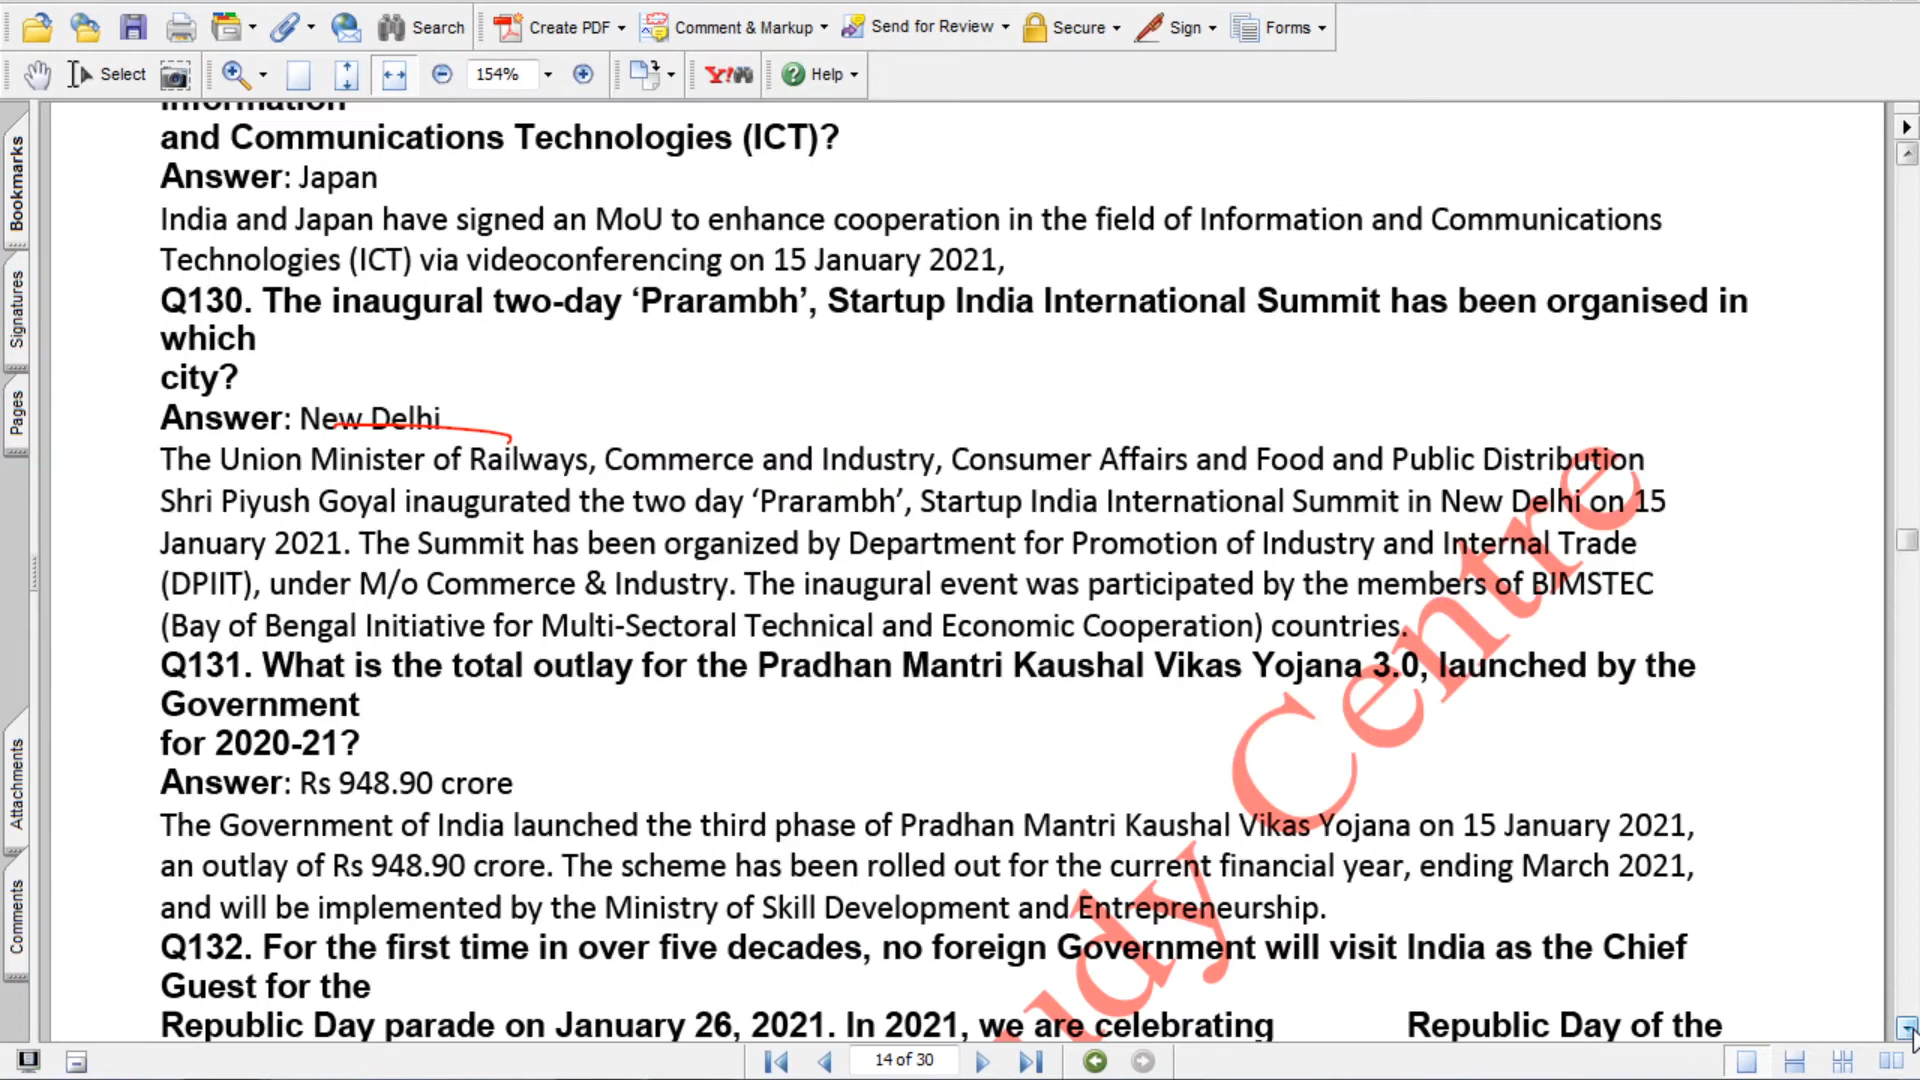 Search
Create PDF
Comment & Markup
Send for Review
Secure
Sign
Forms
Select
154%
Y!
Help
Bookmarks
Signatures
Pages
Attachments
Comments
Information
and Communications Technologies (ICT)?
Answer: Japan
India and Japan have signed an MoU to enhance cooperation in the field of Information and Communications
Technologies (ICT) via videoconferencing on 15 January 2021,
Q130. The inaugural two-day ‘Prarambh’, Startup India International Summit has been organised in
which
city?
Answer: New Delhi
The Union Minister of Railways, Commerce and Industry, Consumer Affairs and Food and Public Distribution
Shri Piyush Goyal inaugurated the two day ‘Prarambh’, Startup India International Summit in New Delhi on 15
January 2021. The Summit has been organized by Department for Promotion of Industry and Internal Trade
(DPIIT), under M/o Commerce & Industry. The inaugural event was participated by the members of BIMSTEC
(Bay of Bengal Initiative for Multi-Sectoral Technical and Economic Cooperation) countries.
Q131. What is the total outlay for the Pradhan Mantri Kaushal Vikas Yojana 3.0, launched by the
Government
for 2020-21?
Answer: Rs 948.90 crore
The Government of India launched the third phase of Pradhan Mantri Kaushal Vikas Yojana on 15 January 2021,
an outlay of Rs 948.90 crore. The scheme has been rolled out for the current financial year, ending March 2021,
and will be implemented by the Ministry of Skill Development and Entrepreneurship.
Q132. For the first time in over five decades, no foreign Government will visit India as the Chief
Guest for the
Republic Day parade on January 26, 2021. In 2021, we are celebrating Republic Day of the
udy Centre
14 of 30